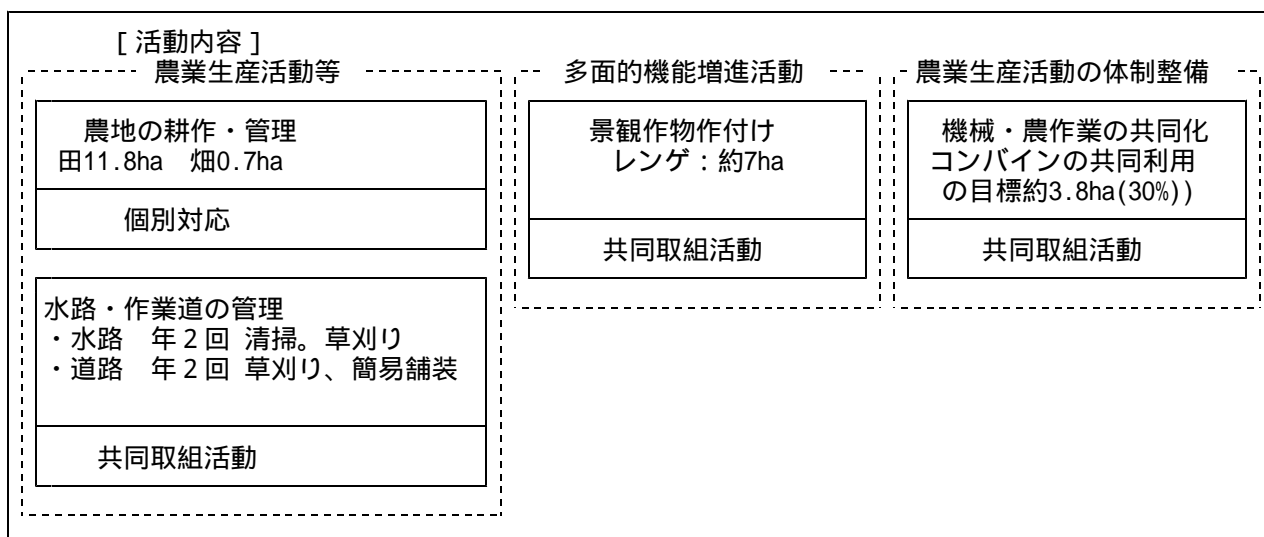 [ 活動内容 ]
農業生産活動等
農地の耕作・管理
田11.8ha 畑0.7ha
個別対応
水路・作業道の管理
・水路 年２回 清掃。草刈り
・道路 年２回 草刈り、簡易舗装
共同取組活動
多面的機能増進活動
景観作物作付け
レンゲ：約7ha
共同取組活動
農業生産活動の体制整備
機械・農作業の共同化
コンバインの共同利用
の目標約3.8ha(30%))
共同取組活動